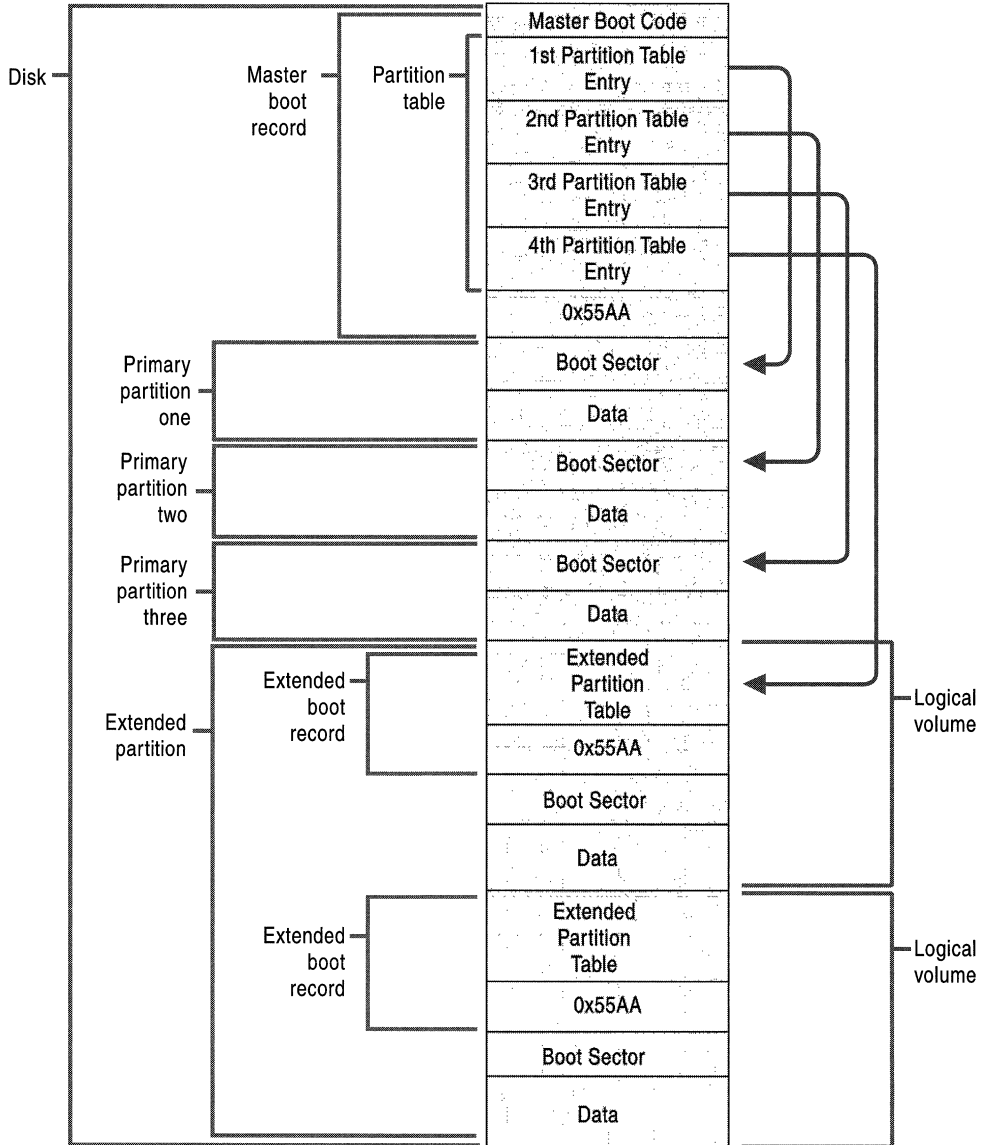 Master Boot Code
1st Partition Table
Entry
2nd Partition Table
Entry
3rd Partition Table
Entry
4th Partition Table
Entry
0x55AA
Boot Sector
Data
Boot Sector
Data
Boot Sector
Data
Extended
Partition
Table
0x55AA
Boot Sector
Data
Extended
Partition
Table
0x55AA
Boot Sector
Data
Disk
Master
boot
record
Partition
table
Primary
partition
one
Primary
partition
two
Primary
partition
three
Extended
partition
Extended
boot
record
Extended
boot
record
Logical
volume
Logical
volume